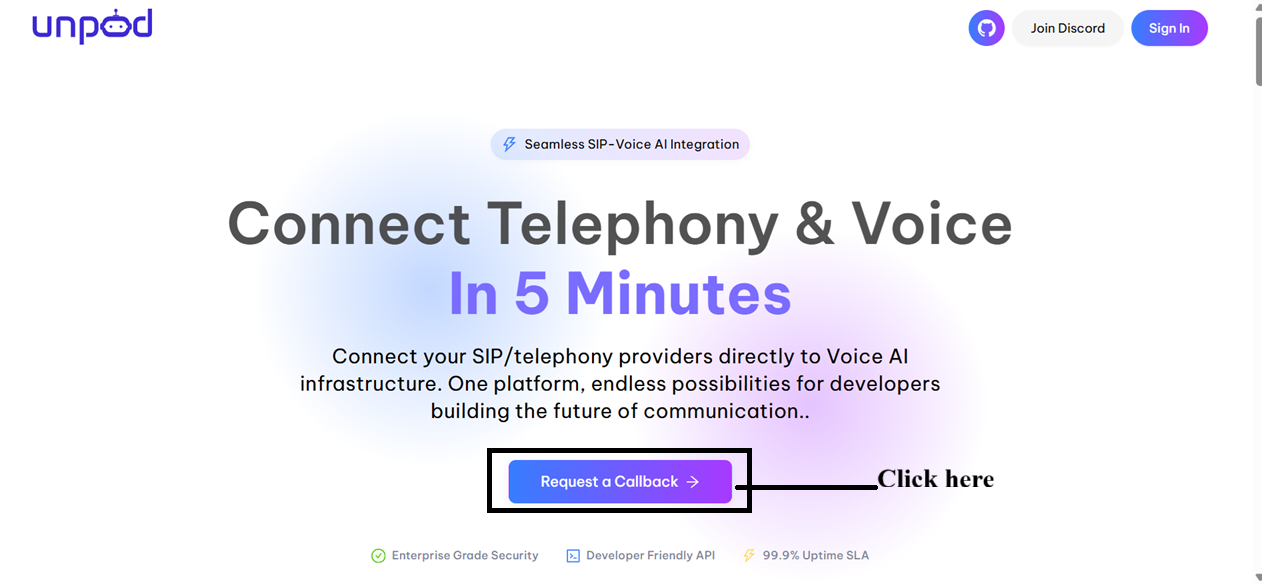 unpod
Join Discord
Sign In
Seamless SIP-Voice AI Integration
Connect Telephony & Voice
In 5 Minutes
Connect your SIP/telephony providers directly to Voice AI
infrastructure. One platform, endless possibilities for developers
building the future of communication..
Request a Callback →
Click here
Enterprise Grade Security
Developer Friendly API
99.9% Uptime SLA